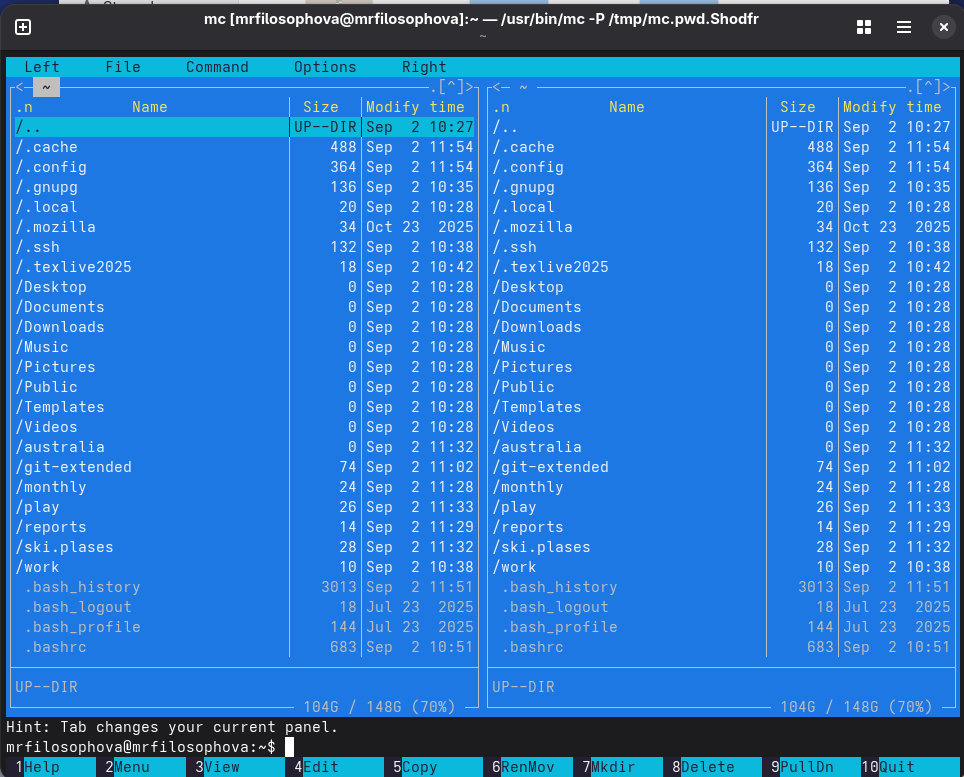 mc [mrfilosophova@mrfilosophova]:~ — /usr/bin/mc -P /tmp/mc.pwd.Shodfr
~
Left File Command Options Right
<─ ~ ─.[^]>┐ ┌<─ ~ ─.[^]>
.n Name │ Size │Modify time .n Name │ Size │Modify time
/.. │UP--DIR│Sep 2 10:27 /.. │UP--DIR│Sep 2 10:27
/.cache │ 488│Sep 2 11:54 /.cache │ 488│Sep 2 11:54
/.config │ 364│Sep 2 11:54 /.config │ 364│Sep 2 11:54
/.gnupg │ 136│Sep 2 10:35 /.gnupg │ 136│Sep 2 10:35
/.local │ 20│Sep 2 10:28 /.local │ 20│Sep 2 10:28
/.mozilla │ 34│Oct 23 2025 /.mozilla │ 34│Oct 23 2025
/.ssh │ 132│Sep 2 10:38 /.ssh │ 132│Sep 2 10:38
/.texlive2025 │ 18│Sep 2 10:42 /.texlive2025 │ 18│Sep 2 10:42
/Desktop │ 0│Sep 2 10:28 /Desktop │ 0│Sep 2 10:28
/Documents │ 0│Sep 2 10:28 /Documents │ 0│Sep 2 10:28
/Downloads │ 0│Sep 2 10:28 /Downloads │ 0│Sep 2 10:28
/Music │ 0│Sep 2 10:28 /Music │ 0│Sep 2 10:28
/Pictures │ 0│Sep 2 10:28 /Pictures │ 0│Sep 2 10:28
/Public │ 0│Sep 2 10:28 /Public │ 0│Sep 2 10:28
/Templates │ 0│Sep 2 10:28 /Templates │ 0│Sep 2 10:28
/Videos │ 0│Sep 2 10:28 /Videos │ 0│Sep 2 10:28
/australia │ 0│Sep 2 11:32 /australia │ 0│Sep 2 11:32
/git-extended │ 74│Sep 2 11:02 /git-extended │ 74│Sep 2 11:02
/monthly │ 24│Sep 2 11:28 /monthly │ 24│Sep 2 11:28
/play │ 26│Sep 2 11:33 /play │ 26│Sep 2 11:33
/reports │ 14│Sep 2 11:29 /reports │ 14│Sep 2 11:29
/ski.plases │ 28│Sep 2 11:32 /ski.plases │ 28│Sep 2 11:32
/work │ 10│Sep 2 10:38 /work │ 10│Sep 2 10:38
.bash_history │ 3013│Sep 2 11:51 .bash_history │ 3013│Sep 2 11:51
.bash_logout │ 18│Jul 23 2025 .bash_logout │ 18│Jul 23 2025
.bash_profile │ 144│Jul 23 2025 .bash_profile │ 144│Jul 23 2025
.bashrc │ 683│Sep 2 10:51 .bashrc │ 683│Sep 2 10:51
UP--DIR UP--DIR
104G / 148G (70%) 104G / 148G (70%)
Hint: Tab changes your current panel.
mrfilosophova@mrfilosophova:~$
1Help 2Menu 3View 4Edit 5Copy 6RenMov 7Mkdir 8Delete 9PullDn 10Quit